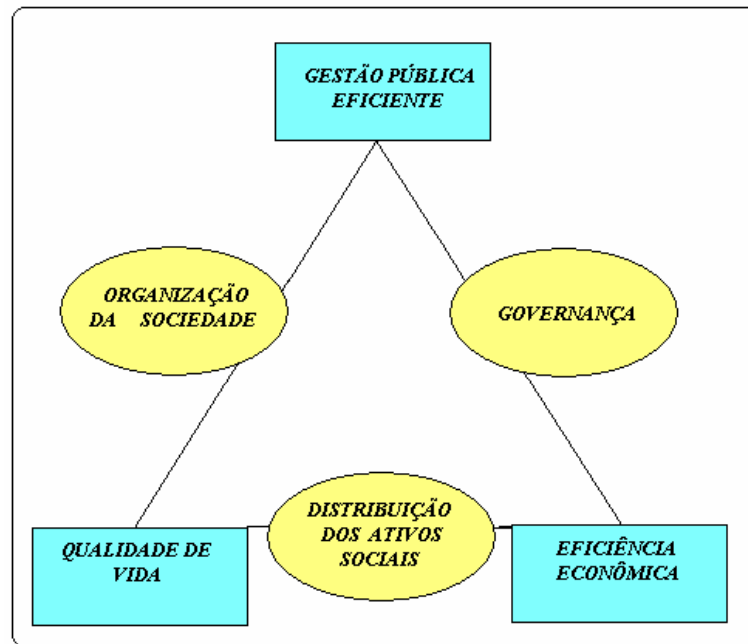 GESTÃO PÚBLICA
EFICIENTE
ORGANIZAÇÃO
DA SOCIEDADE
GOVERNANÇA
DISTRIBUIÇÃO
DOS ATIVOS
SOCIAIS
QUALIDADE DE
VIDA
EFICIÊNCIA
ECONÔMICA